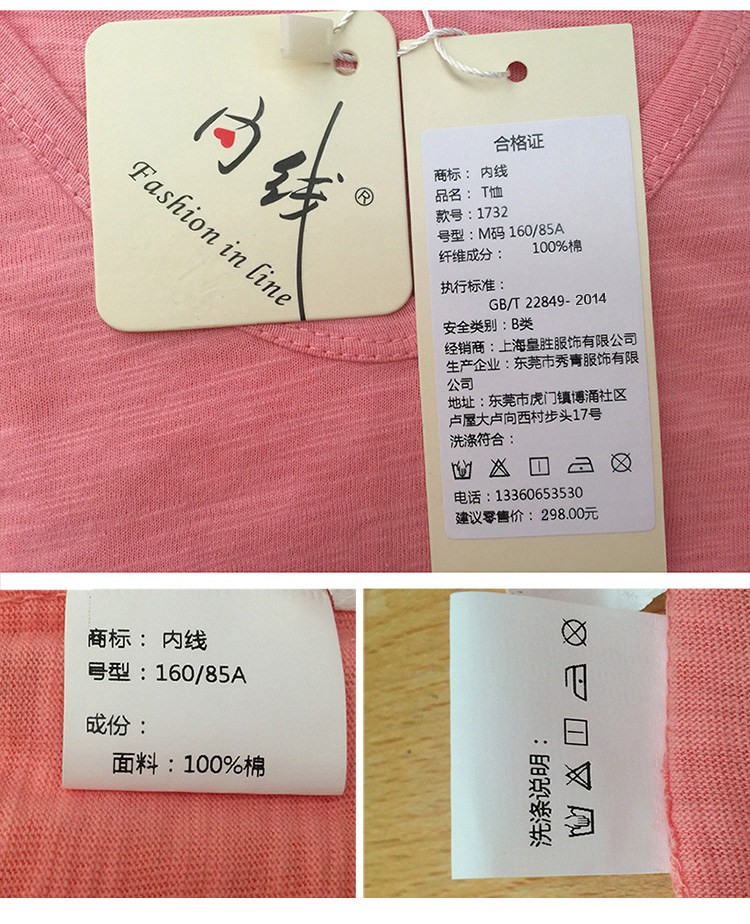 内线
®
Fashion in line
合格证
商标： 内线
品名： T恤
款号：1732
号型：M码 160/85A
纤维成分： 100%棉
执行标准：
GB/T 22849- 2014
安全类别：B类
经销商：上海皇胜服饰有限公司
生产企业：东莞市秀青服饰有限
公司
地址：东莞市虎门镇博涌社区
卢屋大卢向西村步头17号
洗涤符合：
电话：13360653530
建议零售价：298.00元
商标： 内线
号型：160/85A
成份：
面料：100%棉
洗涤说明：